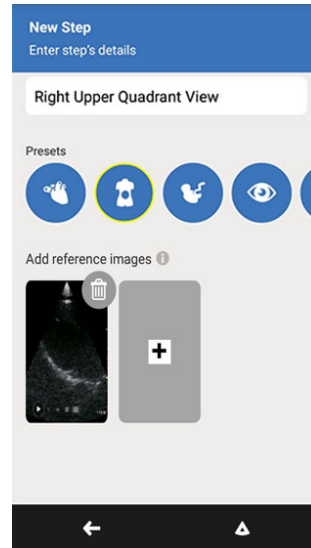 New Step
Enter step's details
Right Upper Quadrant View
Presets
Add reference images